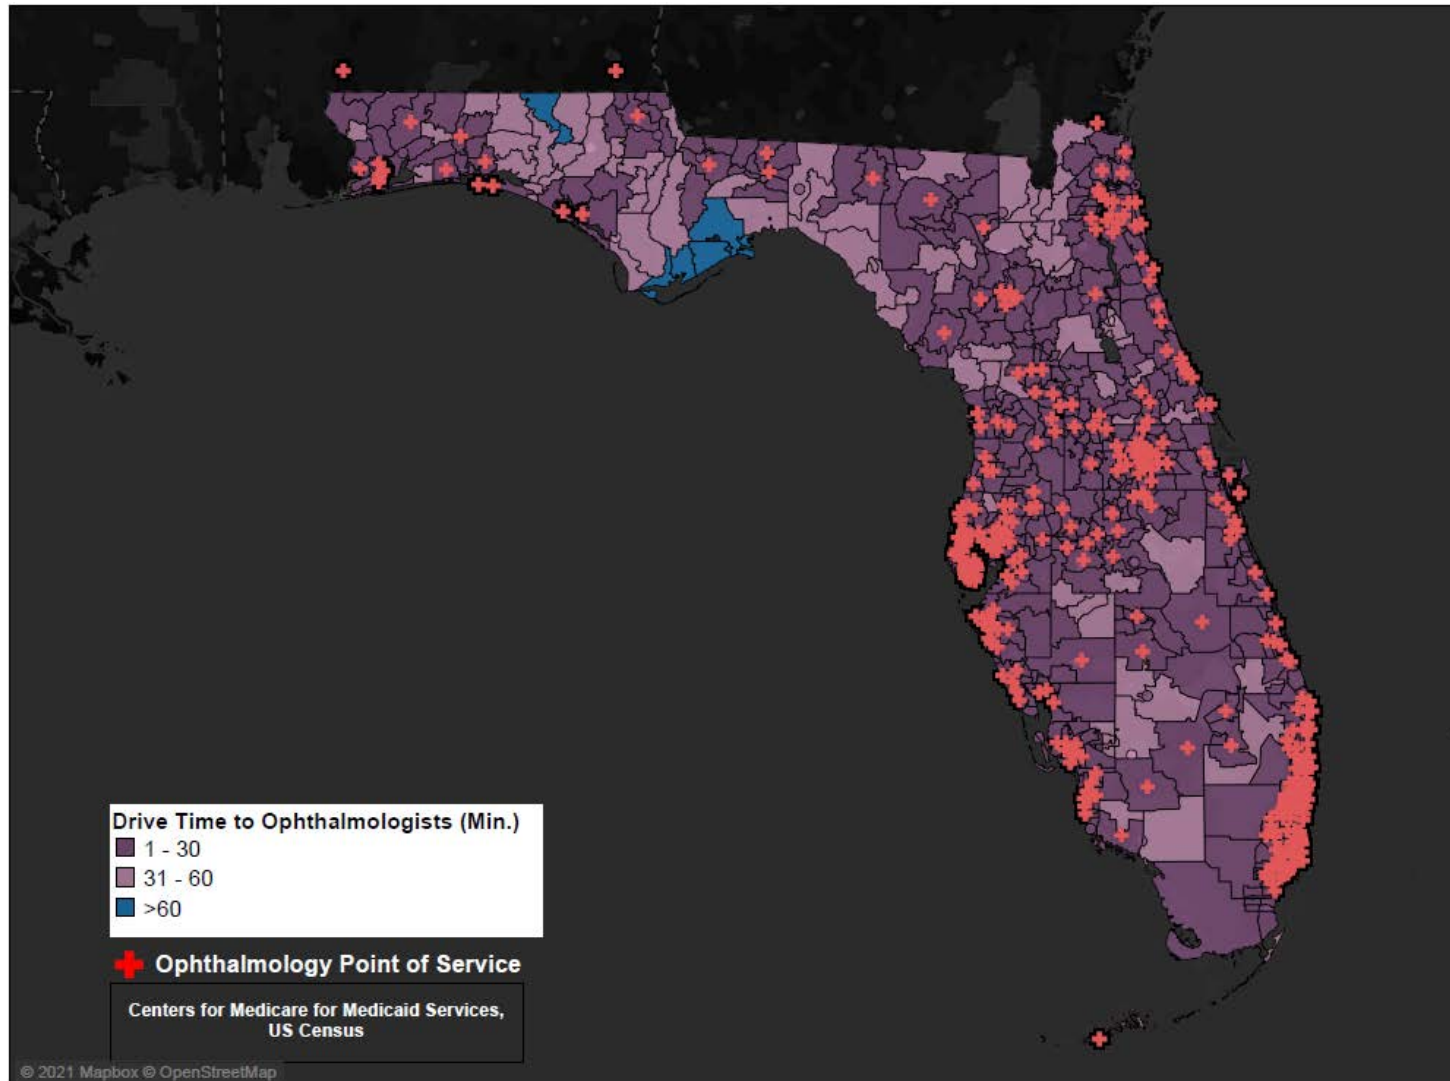 Drive Time to Ophthalmologists (Min.)
1 - 30
31 - 60
>60
Ophthalmology Point of Service
Centers for Medicare for Medicaid Services,
US Census
© 2021 Mapbox © OpenStreetMap